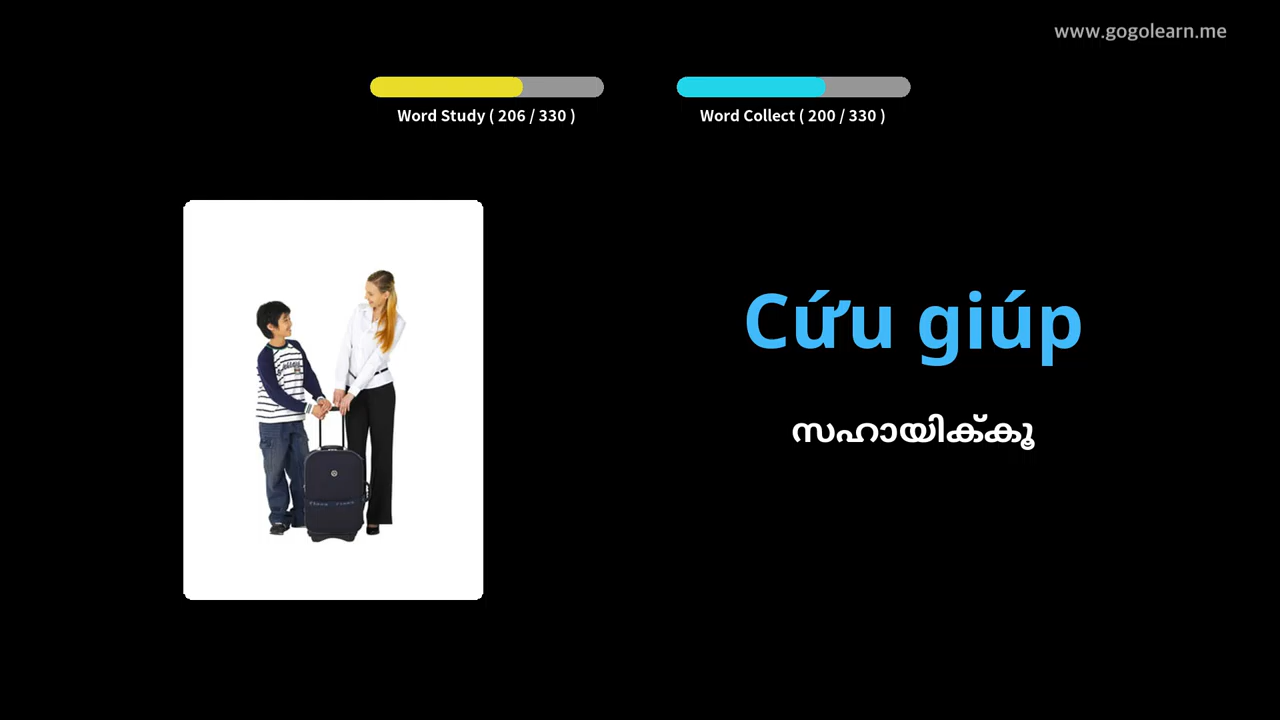 www.gogolearn.me
Word Study ( 206 / 330 )
Word Collect ( 200 / 330 )
Cứu giúp
സഹായിക്കൂ